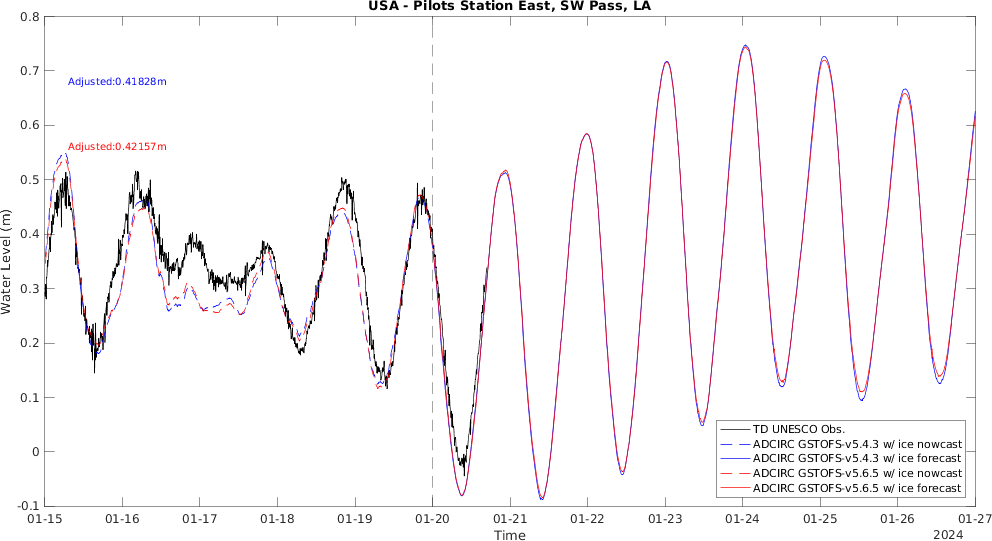 USA - Pilots Station East, SW Pass, LA
0.8
0.7
0.6
0.5
0.4
0.3
0.2
0.1
0
-0.1
Water Level (m)
Adjusted:0.41828m
Adjusted:0.42157m
TD UNESCO Obs.
ADCIRC GSTOFS-v5.4.3 w/ ice nowcast
ADCIRC GSTOFS-v5.4.3 w/ ice forecast
ADCIRC GSTOFS-v5.6.5 w/ ice nowcast
ADCIRC GSTOFS-v5.6.5 w/ ice forecast
01-15 01-16 01-17 01-18 01-19 01-20 01-21 01-22 01-23 01-24 01-25 01-26 01-27
Time
2024